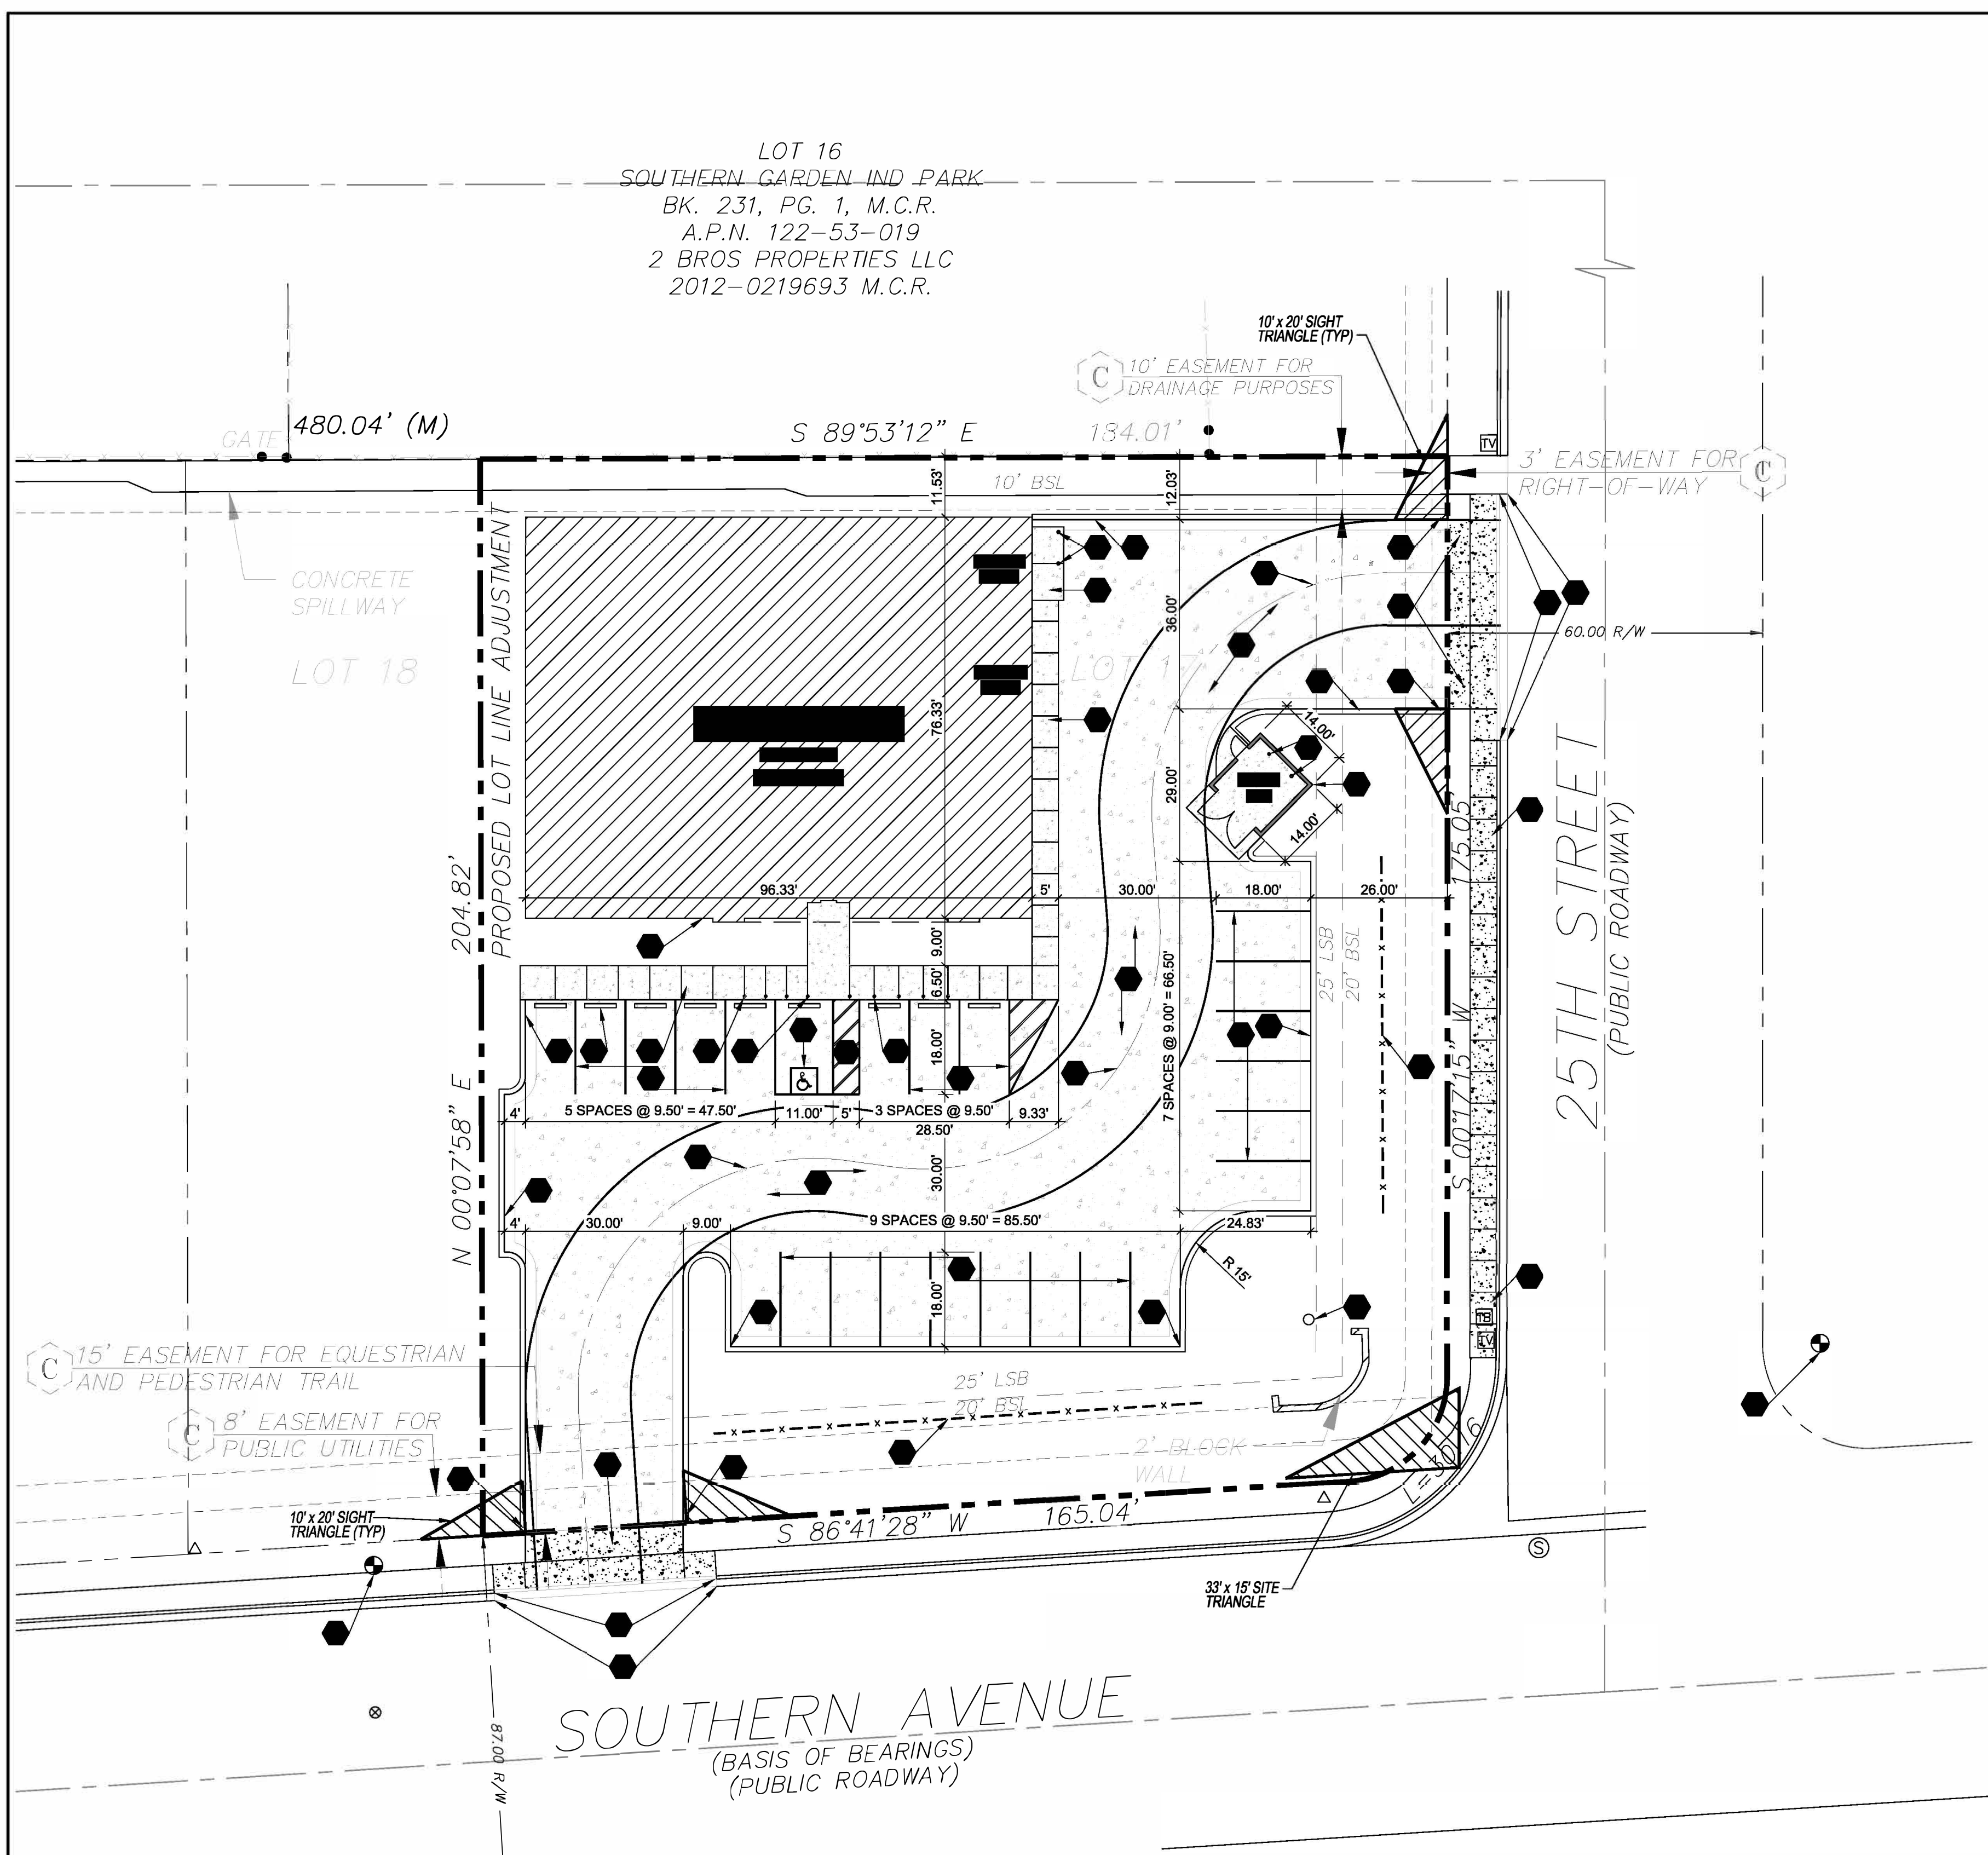 LOT 16
SOUTHERN GARDEN IND PARK
BK. 231, PG. 1, M.C.R.
A.P.N. 122-53-019
2 BROS PROPERTIES LLC
2012-0219693 M.C.R.
10' x 20' SIGHT
TRIANGLE (TYP)
C
10' EASEMENT FOR
DRAINAGE PURPOSES
GATE
480.04' (M)
S 89°53'12" E
184.01'
TV
3' EASEMENT FOR
RIGHT-OF-WAY
C
10' BSL
11.53'
12.03'
CONCRETE
SPILLWAY
LOT 18
LOT 17
36.00'
60.00 R/W
PROPOSED LOT LINE ADJUSTMENT
204.82'
N 00°07'58" E
76.33'
14.00'
29.00'
14.00'
175.05'
S 00°17'15" W
25TH STREET
(PUBLIC ROADWAY)
96.33'
5'
30.00'
18.00'
26.00'
9.00'
6.50'
25' LSB
20' BSL
7 SPACES @ 9.00' = 66.50'
18.00'
4'
5 SPACES @ 9.50' = 47.50'
11.00'
5'
3 SPACES @ 9.50'
28.50'
9.33'
30.00'
4'
30.00'
9.00'
9 SPACES @ 9.50' = 85.50'
24.83'
R 15'
18.00'
TB
TV
C
15' EASEMENT FOR EQUESTRIAN
AND PEDESTRIAN TRAIL
25' LSB
20' BSL
C
8' EASEMENT FOR
PUBLIC UTILITIES
2' BLOCK
WALL
10' x 20' SIGHT
TRIANGLE (TYP)
S 86°41'28" W
165.04'
S
33' x 15' SITE
TRIANGLE
87.00 R/W
SOUTHERN AVENUE
(BASIS OF BEARINGS)
(PUBLIC ROADWAY)